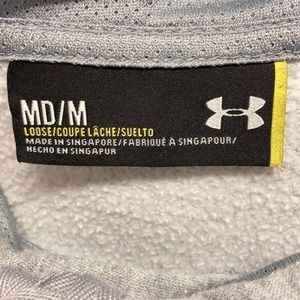 MD/M
LOOSE/COUPE LÂCHE/SUELTO
MADE IN SINGAPORE/FABRIQUÉ À SINGAPOUR/
HECHO EN SINGAPUR